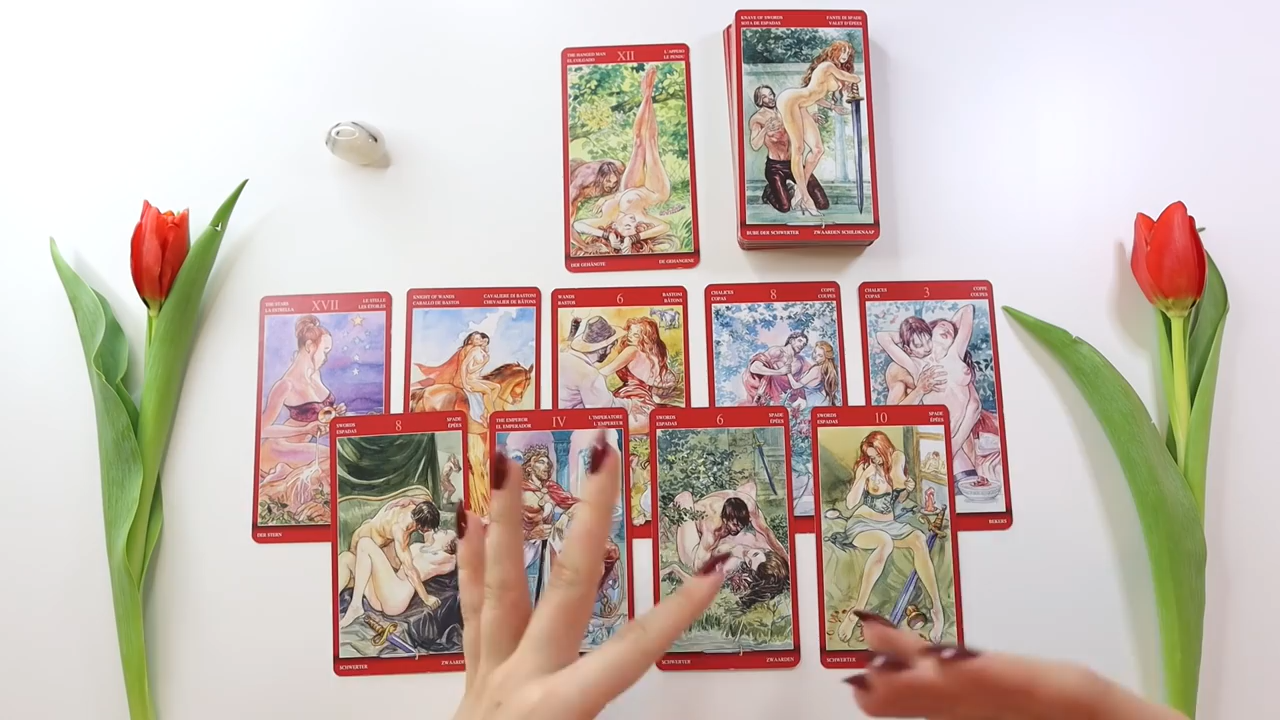 THE HANGED MAN
EL COLGADO
XII
L'APPESO
LE PENDU
DER GEHÄNGTE
DE GEHANGENE
KNAVE OF SWORDS
SOTA DE ESPADAS
FANTE DI SPADE
VALET D'ÉPÉES
BUBE DER SCHWERTER
ZWAARDEN SCHILDKNAAP
THE STARS
LA ESTRELLA
XVII
LE STELLE
LES ÉTOILES
DER STERN
KNIGHT OF WANDS
CABALLO DE BASTOS
CAVALIERE DI BASTONI
CHEVALIER DE BÂTONS
WANDS
BASTOS
6
BASTONI
BÂTONS
CHALICES
COPAS
8
COPPE
COUPES
CHALICES
COPAS
3
COPPE
COUPES
BEKERS
SWORDS
ESPADAS
8
SPADE
ÉPÉES
SCHWERTER
THE EMPEROR
EL EMPERADOR
IV
L'IMPERATORE
L'EMPEREUR
SWORDS
ESPADAS
6
SPADE
ÉPÉES
SCHWERTER
ZWAARDEN
SWORDS
ESPADAS
10
SPADE
ÉPÉES